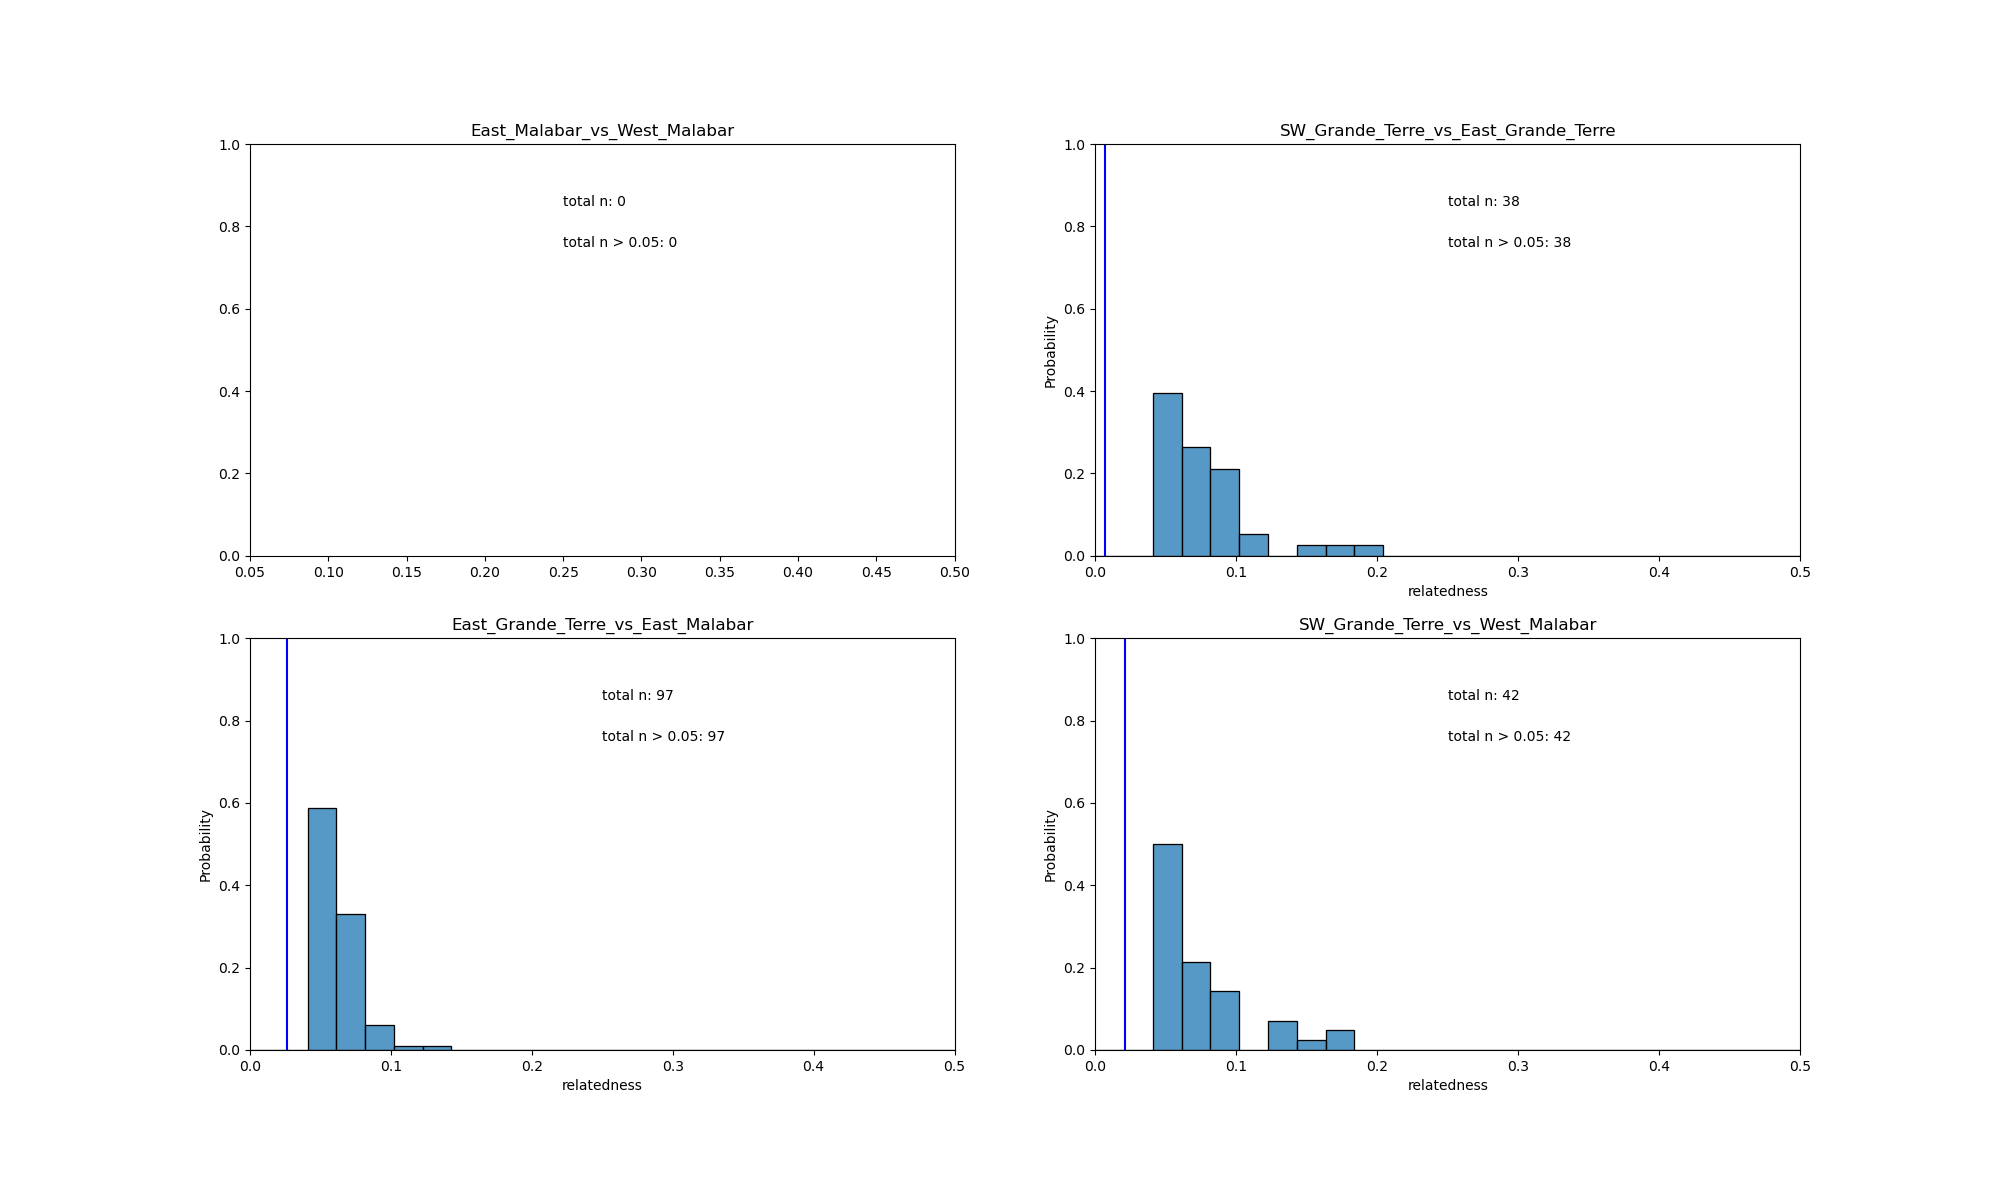 East_Malabar_vs_West_Malabar
1.0
0.8
0.6
0.4
0.2
0.0
total n: 0
total n > 0.05: 0
0.05 0.10 0.15 0.20 0.25 0.30 0.35 0.40 0.45 0.50
SW_Grande_Terre_vs_East_Grande_Terre
Probability
1.0
0.8
0.6
0.4
0.2
0.0
total n: 38
total n > 0.05: 38
0.0 0.1 0.2 0.3 0.4 0.5
relatedness
East_Grande_Terre_vs_East_Malabar
Probability
1.0
0.8
0.6
0.4
0.2
0.0
total n: 97
total n > 0.05: 97
0.0 0.1 0.2 0.3 0.4 0.5
relatedness
SW_Grande_Terre_vs_West_Malabar
Probability
1.0
0.8
0.6
0.4
0.2
0.0
total n: 42
total n > 0.05: 42
0.0 0.1 0.2 0.3 0.4 0.5
relatedness